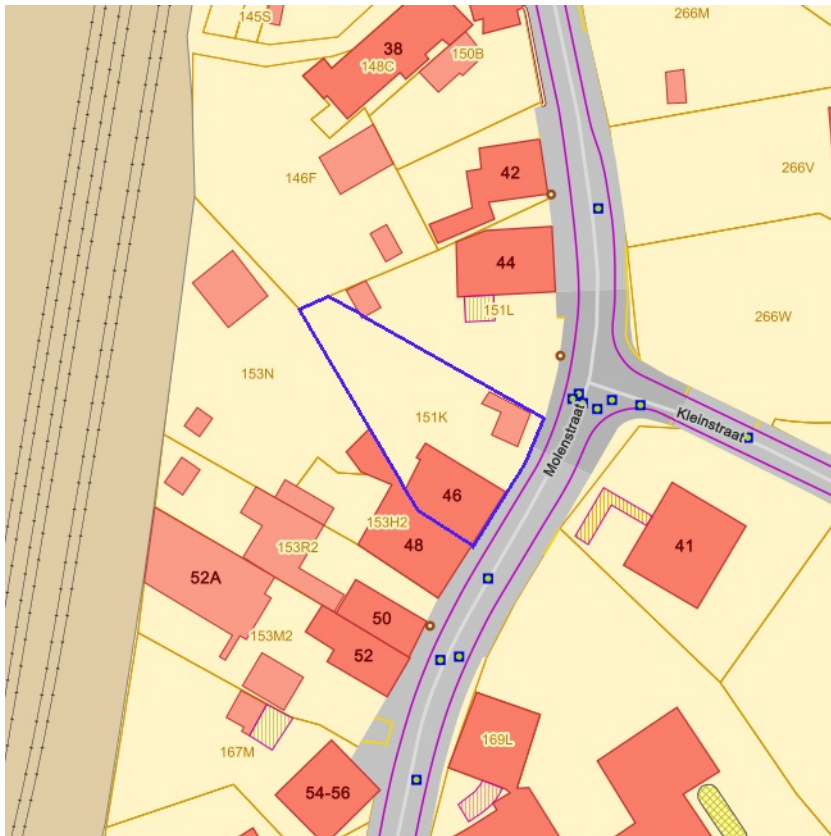 145S
266M
38
148C
150B
266V
146F
42
44
151L
266W
153N
151K
Molenstraat
Kleinstraat
46
153H2
48
41
153R2
52A
50
153M2
52
169L
167M
54-56